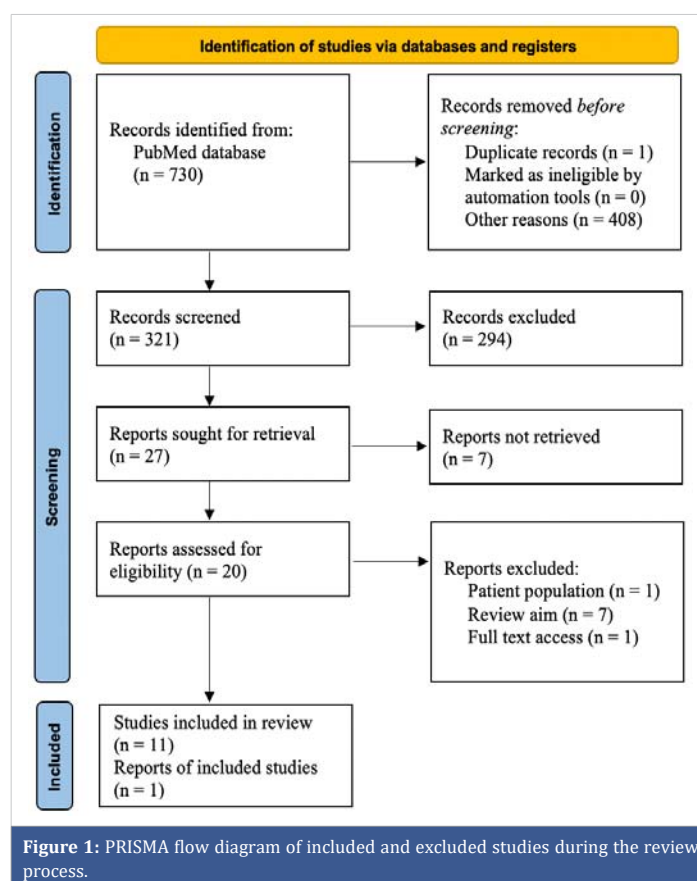 Identification of studies via databases and registers
Identification
Records identified from:
PubMed database
(n = 730)
Records removed before
screening:
Duplicate records (n = 1)
Marked as ineligible by
automation tools (n = 0)
Other reasons (n = 408)
Screening
Records screened
(n = 321)
Records excluded
(n = 294)
Reports sought for retrieval
(n = 27)
Reports not retrieved
(n = 7)
Reports assessed for
eligibility (n = 20)
Reports excluded:
Patient population (n = 1)
Review aim (n = 7)
Full text access (n = 1)
Included
Studies included in review
(n = 11)
Reports of included studies
(n = 1)
Figure 1: PRISMA flow diagram of included and excluded studies during the review
process.